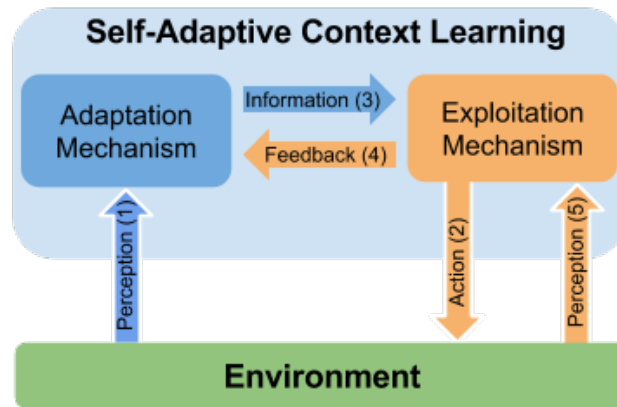 Self-Adaptive Context Learning
Adaptation
Mechanism
Information (3)
Feedback (4)
Exploitation
Mechanism
Perception (1)
Action (2)
Perception (5)
Environment